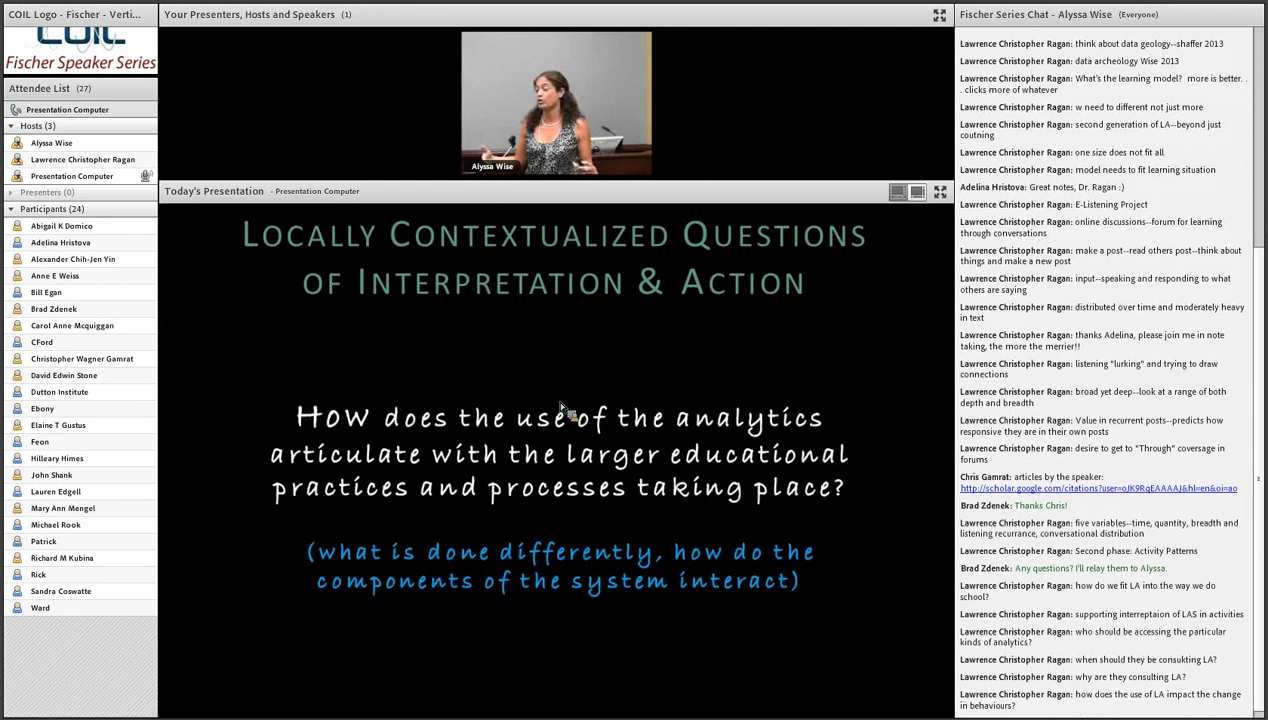 COIL Logo - Fischer - Verti...
COIL
Fischer Speaker Series
Attendee List (27)
Presentation Computer
Hosts (3)
Alyssa Wise
Lawrence Christopher Ragan
Presentation Computer
Presenters (0)
Participants (24)
Abigail K Domico
Adelina Hristova
Alexander Chih-Jen Yin
Anne E Weiss
Bill Egan
Brad Zdenek
Carol Anne Mcquiggan
CFord
Christopher Wagner Gamrat
David Edwin Stone
Dutton Institute
Ebony
Elaine T Gustus
Feon
Hilleary Himes
John Shank
Lauren Edgell
Mary Ann Mengel
Michael Rook
Patrick
Richard M Kubina
Rick
Sandra Coswatte
Ward
Your Presenters, Hosts and Speakers (1)
Alyssa Wise
Today's Presentation - Presentation Computer
LOCALLY CONTEXTUALIZED QUESTIONS
OF INTERPRETATION & ACTION
HOW does the use of the analytics
articulate with the larger educational
practices and processes taking place?
(what is done differently, how do the
components of the system interact)
Fischer Series Chat - Alyssa Wise (Everyone)
Lawrence Christopher Ragan: think about data geology--shaffer 2013
Lawrence Christopher Ragan: data archeology Wise 2013
Lawrence Christopher Ragan: What's the learning model? more is better. .
. clicks more of whatever
Lawrence Christopher Ragan: w need to different not just more
Lawrence Christopher Ragan: second generation of LA--beyond just
coutning
Lawrence Christopher Ragan: one size does not fit all
Lawrence Christopher Ragan: model needs to fit learning situation
Adelina Hristova: Great notes, Dr. Ragan :)
Lawrence Christopher Ragan: E-Listening Project
Lawrence Christopher Ragan: online discussions--forum for learning
through conversations
Lawrence Christopher Ragan: make a post--read others post--think about
things and make a new post
Lawrence Christopher Ragan: input--speaking and responding to what
others are saying
Lawrence Christopher Ragan: distributed over time and moderately heavy
in text
Lawrence Christopher Ragan: thanks Adelina, please join me in note
taking, the more the merrier!!
Lawrence Christopher Ragan: listening "lurking" and trying to draw
connections
Lawrence Christopher Ragan: broad yet deep--look at a range of both
depth and breadth
Lawrence Christopher Ragan: Value in recurrent posts--predicts how
responsive they are in their own posts
Lawrence Christopher Ragan: desire to get to "Through" coverage in
forums
Chris Gamrat: articles by the speaker:
http://scholar.google.com/citations?user=oJK9RqEAAAAJ&hl=en&oi=ao
Brad Zdenek: Thanks Chris!
Lawrence Christopher Ragan: five variables--time, quantity, breadth and
listening recurrance, conversational distribution
Lawrence Christopher Ragan: Second phase: Activity Patterns
Brad Zdenek: Any questions? I'll relay them to Alyssa.
Lawrence Christopher Ragan: how do we fit LA into the way we do
school?
Lawrence Christopher Ragan: supporting interreptaion of LAS in activities
Lawrence Christopher Ragan: who should be accessing the particular
kinds of analytics?
Lawrence Christopher Ragan: when should they be consukting LA?
Lawrence Christopher Ragan: why are they consulting LA?
Lawrence Christopher Ragan: how does the use of LA impact the change
in behaviours?